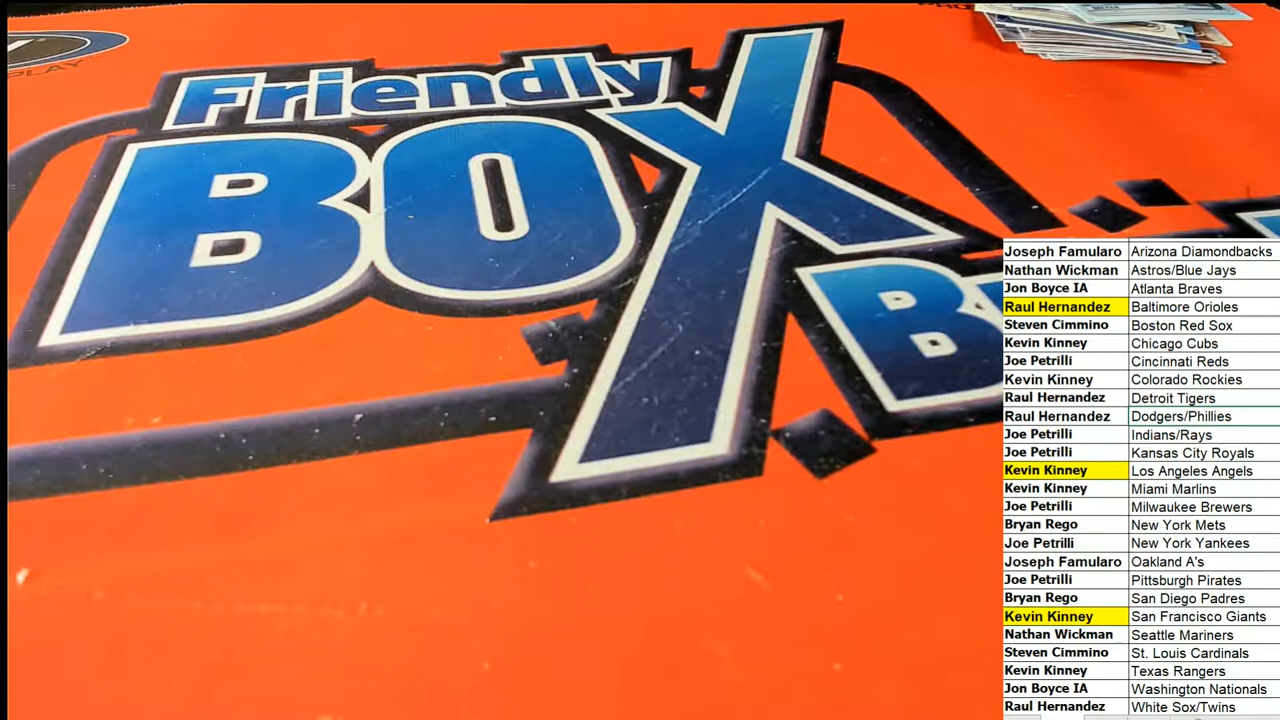 PLAY
Friendly
BOX
Joseph Famularo Arizona Diamondbacks
Nathan Wickman Astros/Blue Jays
Jon Boyce IA Atlanta Braves
Raul Hernandez Baltimore Orioles
Steven Cimmino Boston Red Sox
Kevin Kinney Chicago Cubs
Joe Petrilli Cincinnati Reds
Kevin Kinney Colorado Rockies
Raul Hernandez Detroit Tigers
Raul Hernandez Dodgers/Phillies
Joe Petrilli Indians/Rays
Joe Petrilli Kansas City Royals
Kevin Kinney Los Angeles Angels
Kevin Kinney Miami Marlins
Joe Petrilli Milwaukee Brewers
Bryan Rego New York Mets
Joe Petrilli New York Yankees
Joseph Famularo Oakland A's
Joe Petrilli Pittsburgh Pirates
Bryan Rego San Diego Padres
Kevin Kinney San Francisco Giants
Nathan Wickman Seattle Mariners
Steven Cimmino St. Louis Cardinals
Kevin Kinney Texas Rangers
Jon Boyce IA Washington Nationals
Raul Hernandez White Sox/Twins